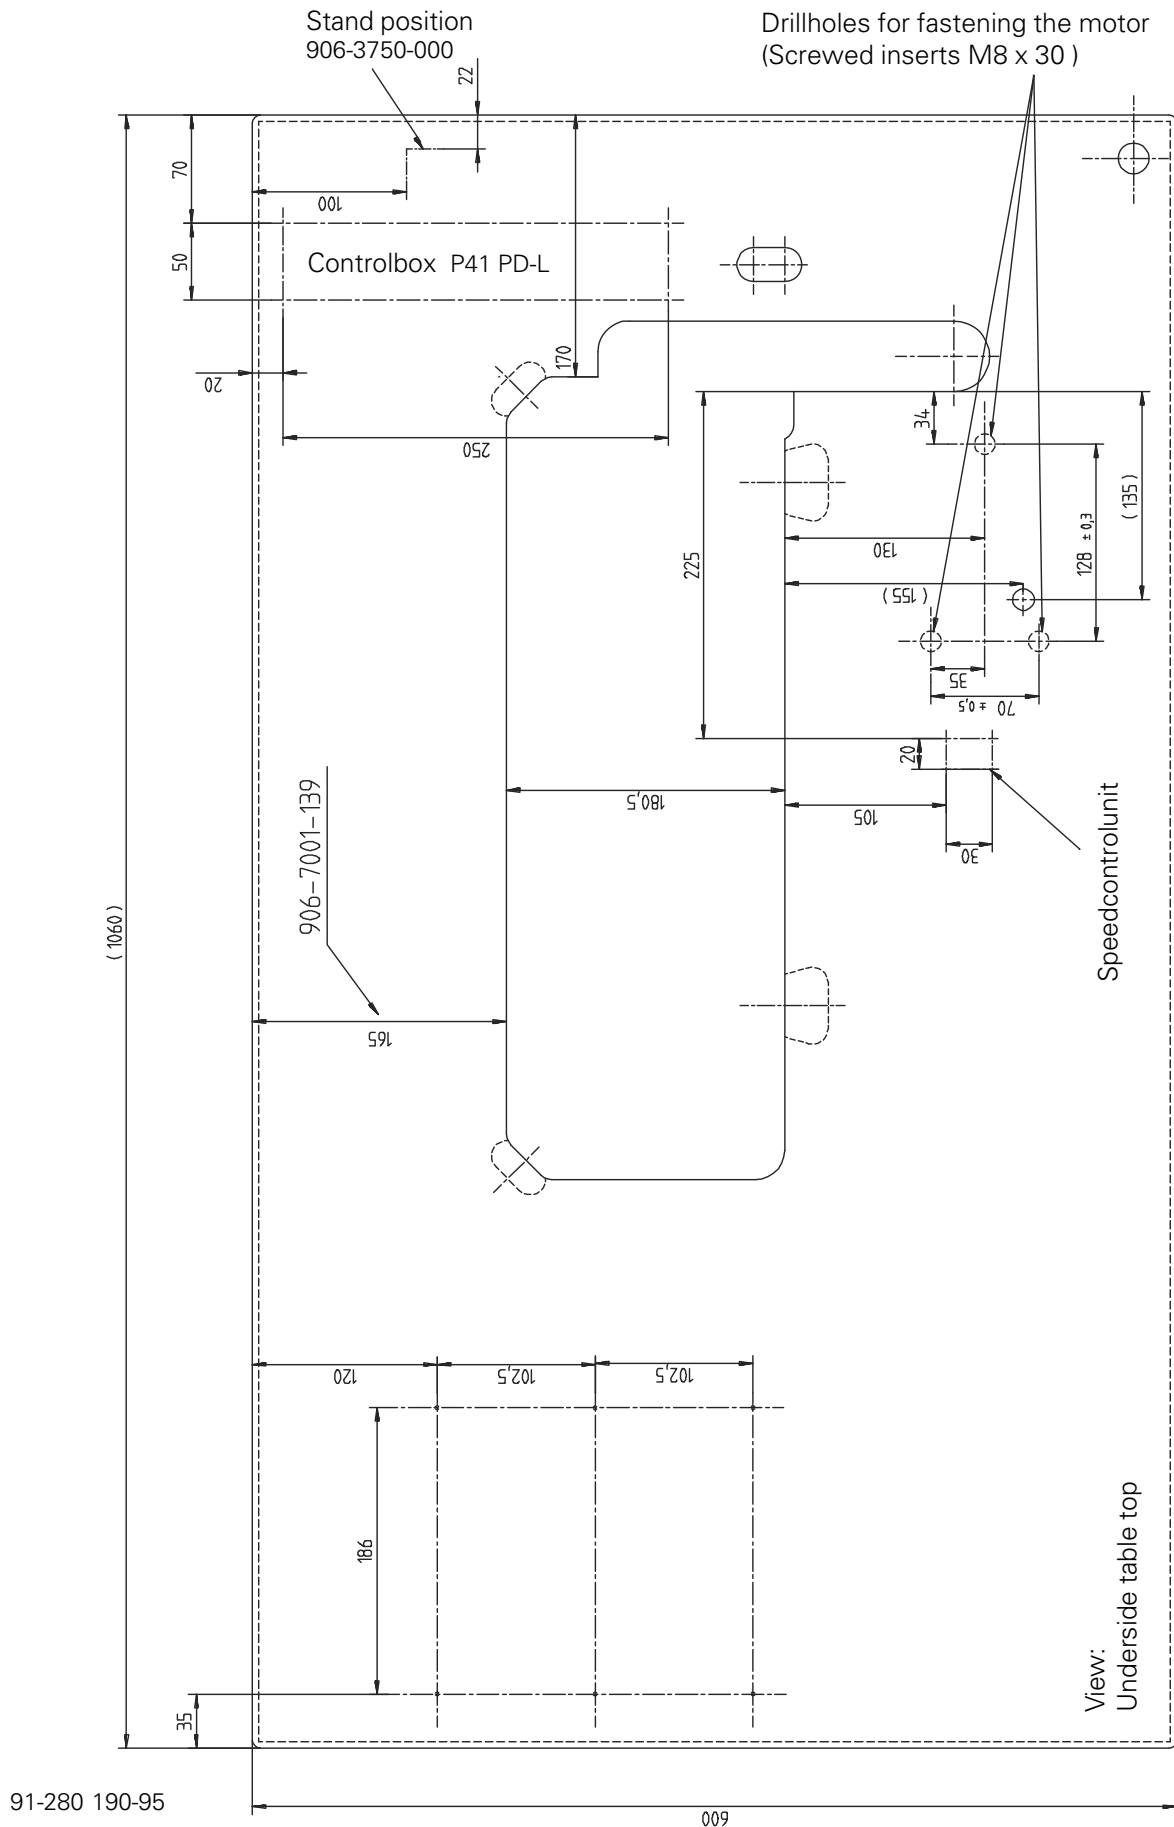 Stand position
906-3750-000
Drillholes for fastening the motor
(Screwed inserts M8 x 30 )
22
70
100
50
Controlbox P41 PD-L
20
170
250
34
225
130
( 155 )
128 ± 0,3
( 135 )
35
70 ± 0,5
20
180,5
105
30
Speedcontrolunit
906-7001-139
( 1060 )
165
120
102,5
102,5
186
35
View:
Underside table top
91-280 190-95
600